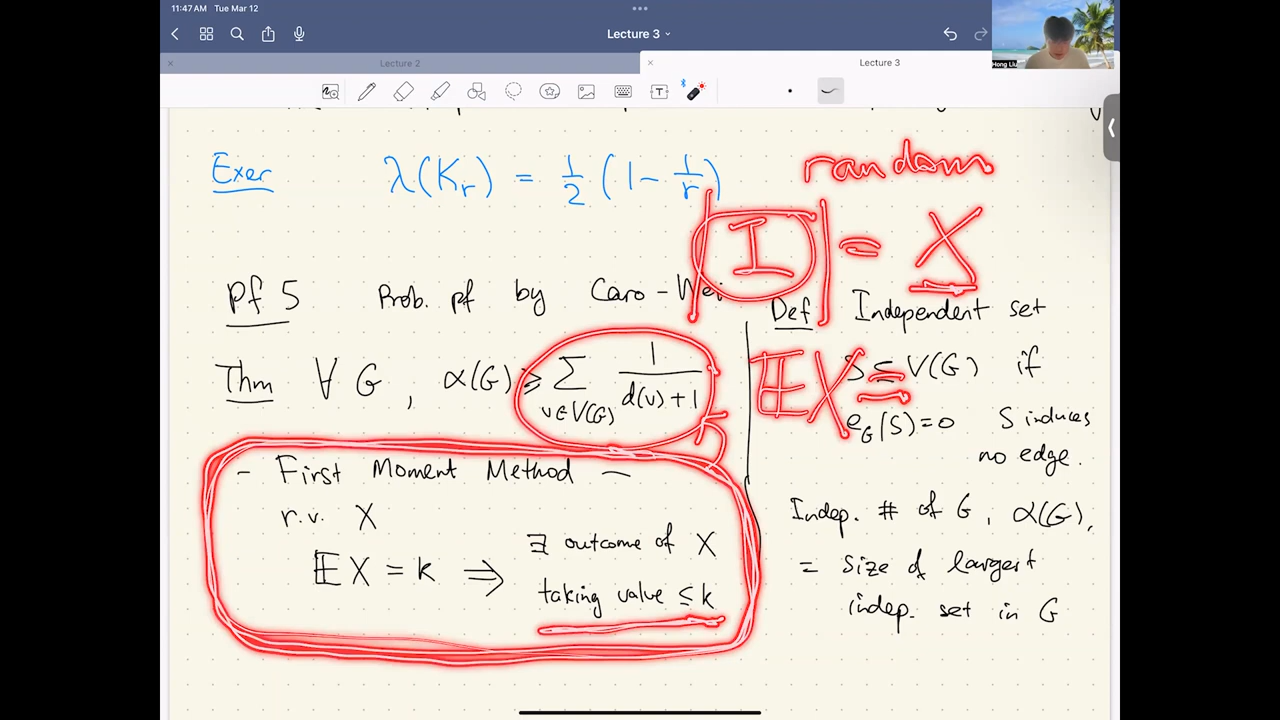 11:47 AM Tue Mar 12
Lecture 3
Lecture 2
Lecture 3
Hong Liu
Exer λ(K_r) = 1/2 (1 - 1/r)
random
|I| = X
pf 5 Prob. pf by Caro-Wei
Thm ∀ G, α(G) ≥ Σ_{v∈V(G)} 1/(d(v)+1)
- First Moment Method -
r.v. X
𝔼X = k ⇒ ∃ outcome of X
taking value ≤ k
Def Independent set
S ⊆ V(G) if
𝔼X =
e_G(S)=0 S induces
no edge.
Indep. # of G, α(G),
= size of largest
indep. set in G